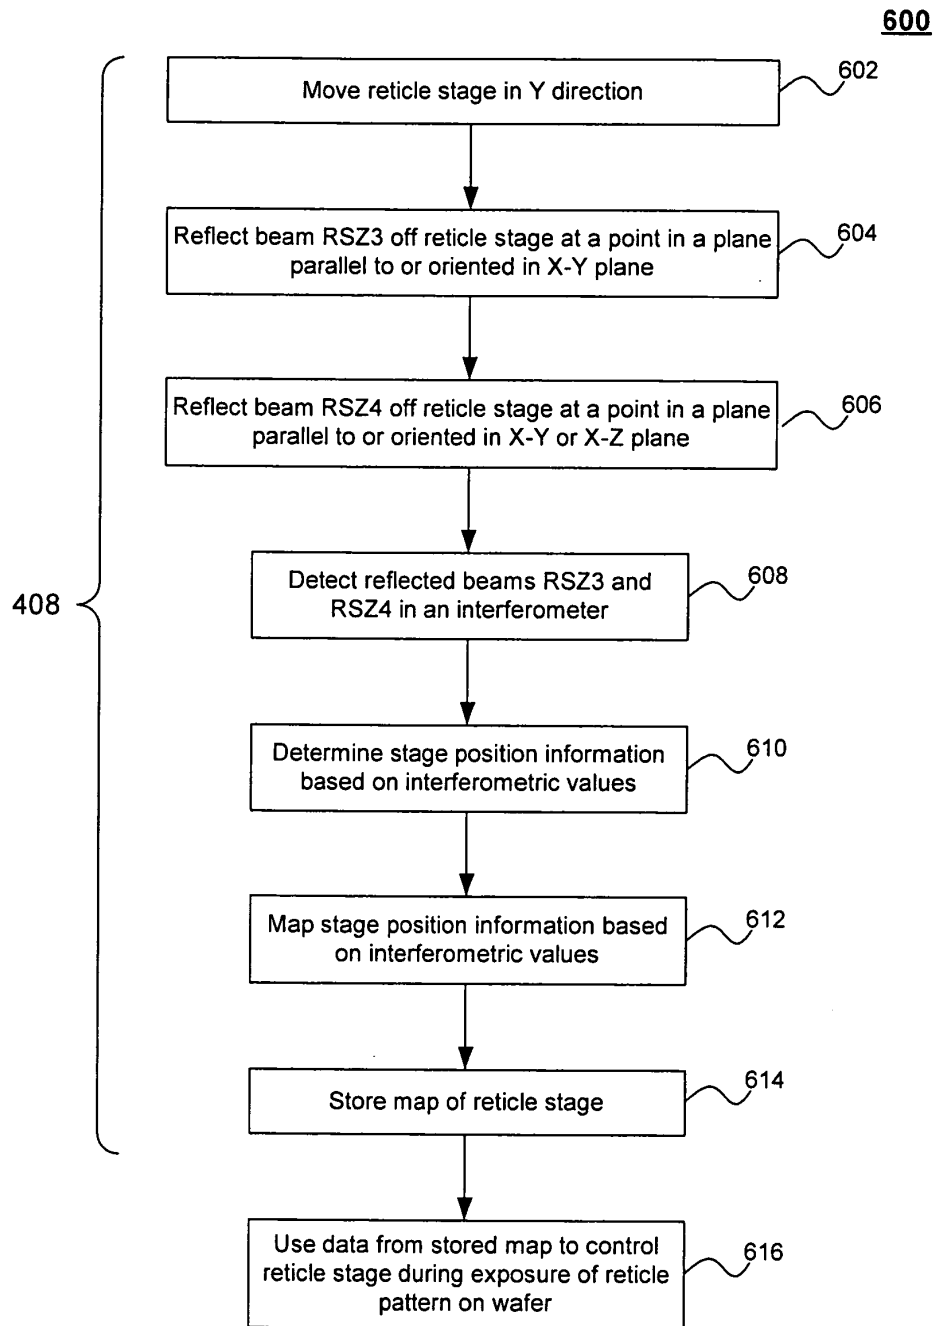 600
Move reticle stage in Y direction
602
Reflect beam RSZ3 off reticle stage at a point in a plane
parallel to or oriented in X-Y plane
604
Reflect beam RSZ4 off reticle stage at a point in a plane
parallel to or oriented in X-Y or X-Z plane
606
Detect reflected beams RSZ3 and
RSZ4 in an interferometer
608
408
Determine stage position information
based on interferometric values
610
Map stage position information based
on interferometric values
612
Store map of reticle stage
614
Use data from stored map to control
reticle stage during exposure of reticle
pattern on wafer
616